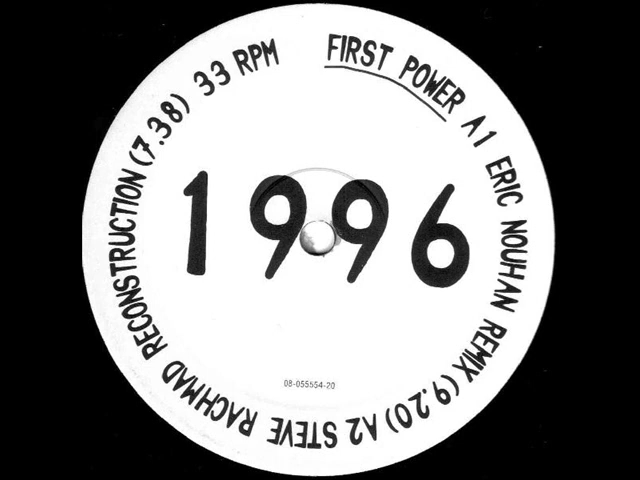 FIRST POWER A1 ERIC NOUHAN REMIX (9.20) A2 STEVE RACHMAD RECONSTRUCTION (7.38) 33 RPM
1996
08-055554-20